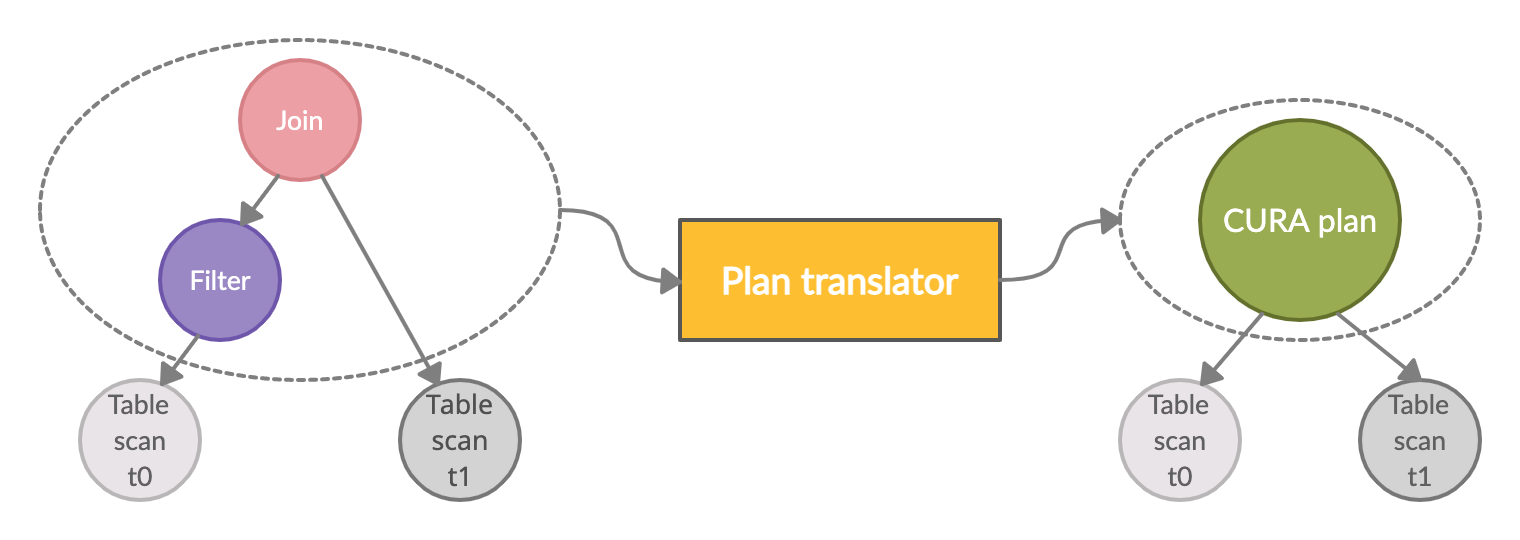 Join
Filter
Table
scan
t0
Table
scan
t1
Plan translator
CURA plan
Table
scan
t0
Table
scan
t1